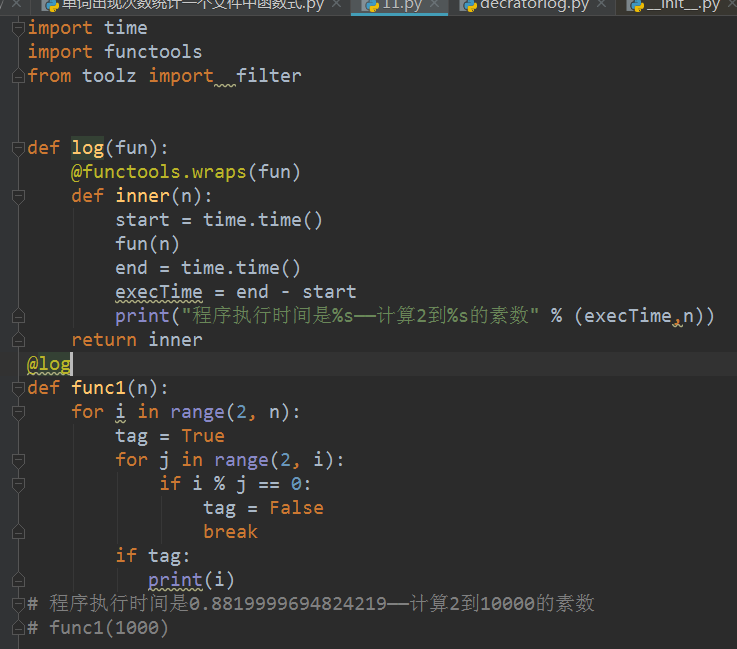 单词出现次数统计一个文件中函数式.py × 11.py × decratorlog.py × __init__.py ×
import time
import functools
from toolz import  filter
def log(fun):
    @functools.wraps(fun)
    def inner(n):
        start = time.time()
        fun(n)
        end = time.time()
        execTime = end - start
        print("程序执行时间是%s——计算2到%s的素数" % (execTime,n))
    return inner
@log
def func1(n):
    for i in range(2, n):
        tag = True
        for j in range(2, i):
            if i % j == 0:
                tag = False
                break
        if tag:
           print(i)
# 程序执行时间是0.8819999694824219——计算2到10000的素数
# func1(1000)